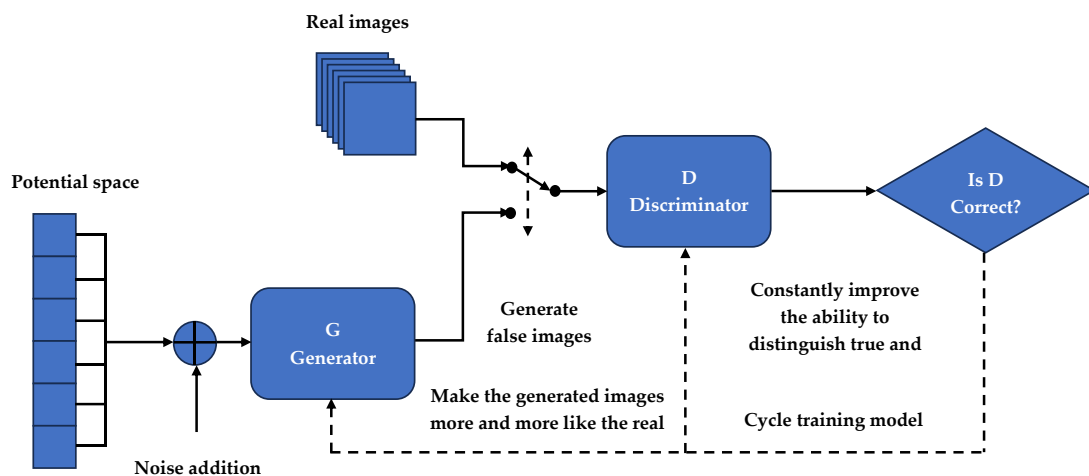 Real images
Potential space
D
Discriminator
Is D
Correct?
G
Generator
Generate
false images
Constantly improve
the ability to
distinguish true and
Make the generated images
more and more like the real
Cycle training model
Noise addition